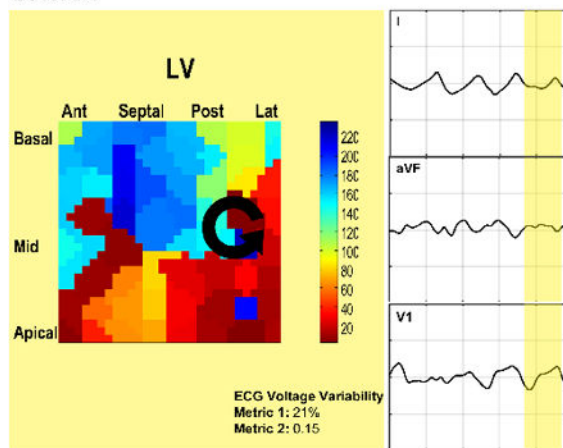 LV
Ant Septal Post Lat
Basal
Mid
Apical
220
200
180
160
140
120
100
80
60
40
20
ECG Voltage Variability
Metric 1: 21%
Metric 2: 0.15
I
aVF
V1